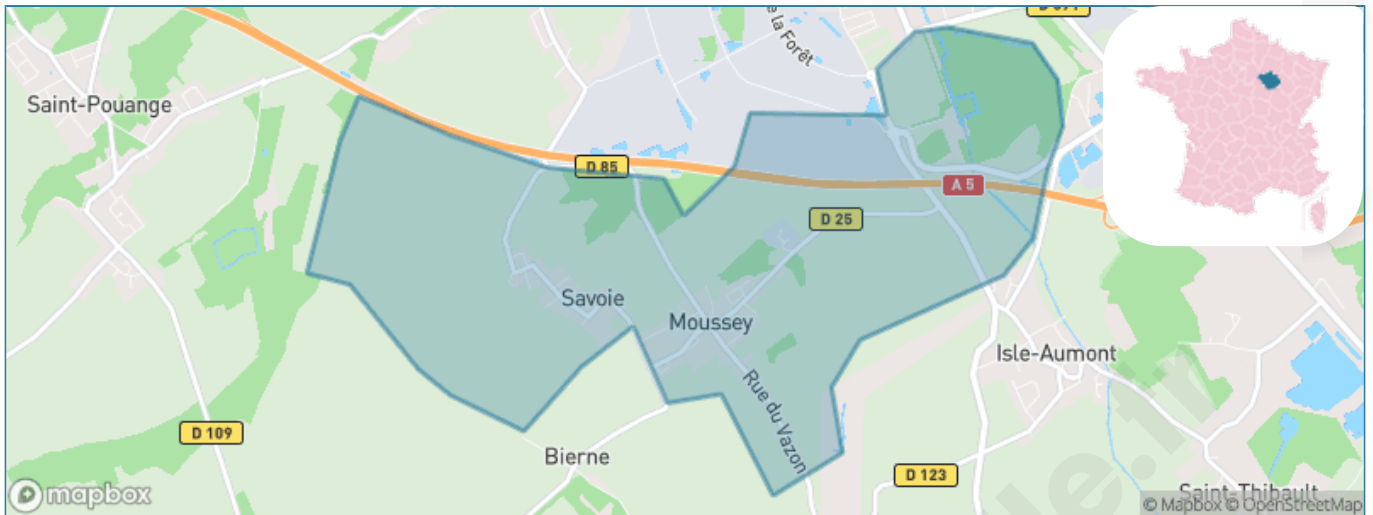 la Forêt
Saint-Pouange
D 85
A 5
D 25
Savoie
Moussey
Isle-Aumont
Rue du Vazon
D 109
Bierne
D 123
Saint-Thibault
mapbox
© Mapbox © OpenStreetMap